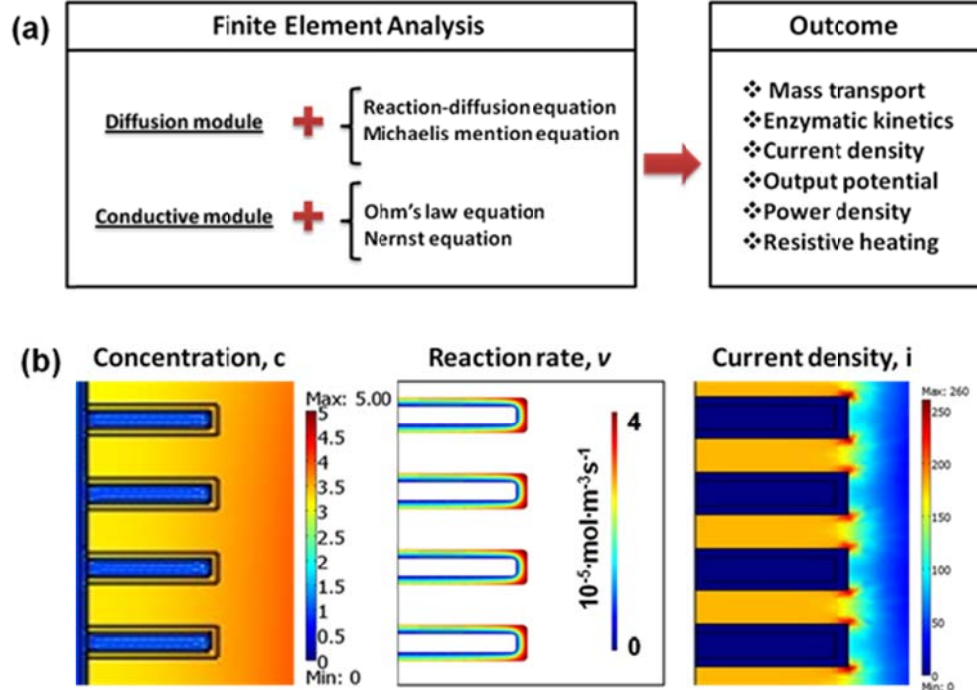 (a)
Finite Element Analysis
Diffusion module
Reaction-diffusion equation
Michaelis mention equation
Conductive module
Ohm's law equation
Nernst equation
Outcome
❖ Mass transport
❖Enzymatic kinetics
❖Current density
❖Output potential
❖Power density
❖Resistive heating
(b)
Concentration, c
Max: 5.00
5
4.5
4
3.5
3
2.5
2
1.5
1
0.5
0
Min: 0
Reaction rate, v
4
10⁻⁵·mol·m⁻³s⁻¹
0
Current density, i
Max: 260
250
200
150
100
50
0
Min: 0